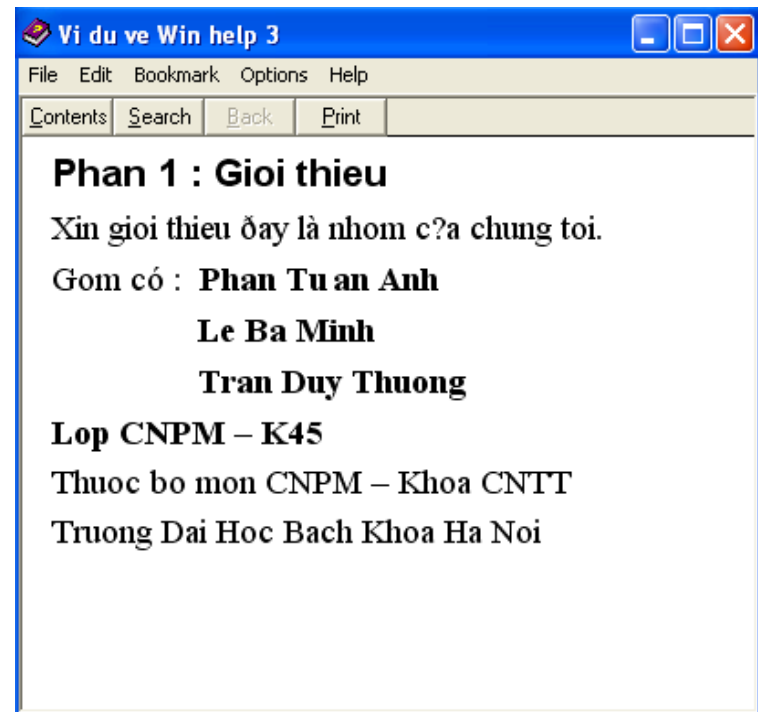 Vi du ve Win help 3
File Edit Bookmark Options Help
Contents Search Back Print
Phan 1 : Gioi thieu
Xin gioi thieu ðay là nhom c?a chung toi.
Gom có : Phan Tu an Anh
Le Ba Minh
Tran Duy Thuong
Lop CNPM – K45
Thuoc bo mon CNPM – Khoa CNTT
Truong Dai Hoc Bach Khoa Ha Noi